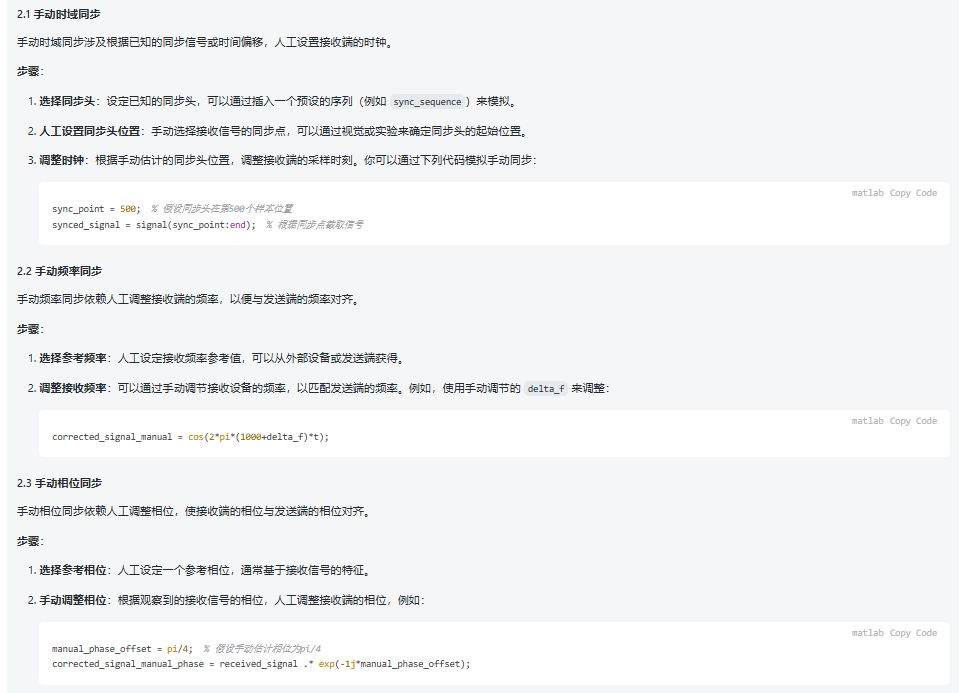 2.1 手动时域同步
手动时域同步涉及根据已知的同步信号或时间偏移，人工设置接收端的时钟。
步骤：
1. 选择同步头：设定已知的同步头，可以通过插入一个预设的序列（例如 sync_sequence ）来模拟。
2. 人工设置同步头位置：手动选择接收信号的同步点，可以通过视觉或实验来确定同步头的起始位置。
3. 调整时钟：根据手动估计的同步头位置，调整接收端的采样时刻。你可以通过下列代码模拟手动同步：
matlab Copy Code
sync_point = 500;  % 假设同步头在第500个样本位置
synced_signal = signal(sync_point:end);  % 根据同步点截取信号
2.2 手动频率同步
手动频率同步依赖人工调整接收端的频率，以便与发送端的频率对齐。
步骤：
1. 选择参考频率：人工设定接收频率参考值，可以从外部设备或发送端获得。
2. 调整接收频率：可以通过手动调节接收设备的频率，以匹配发送端的频率。例如，使用手动调节的 delta_f 来调整：
matlab Copy Code
corrected_signal_manual = cos(2*pi*(1000+delta_f)*t);
2.3 手动相位同步
手动相位同步依赖人工调整相位，使接收端的相位与发送端的相位对齐。
步骤：
1. 选择参考相位：人工设定一个参考相位，通常基于接收信号的特征。
2. 手动调整相位：根据观察到的接收信号的相位，人工调整接收端的相位，例如：
matlab Copy Code
manual_phase_offset = pi/4;  % 假设手动估计相位为pi/4
corrected_signal_manual_phase = received_signal .* exp(-1j*manual_phase_offset);